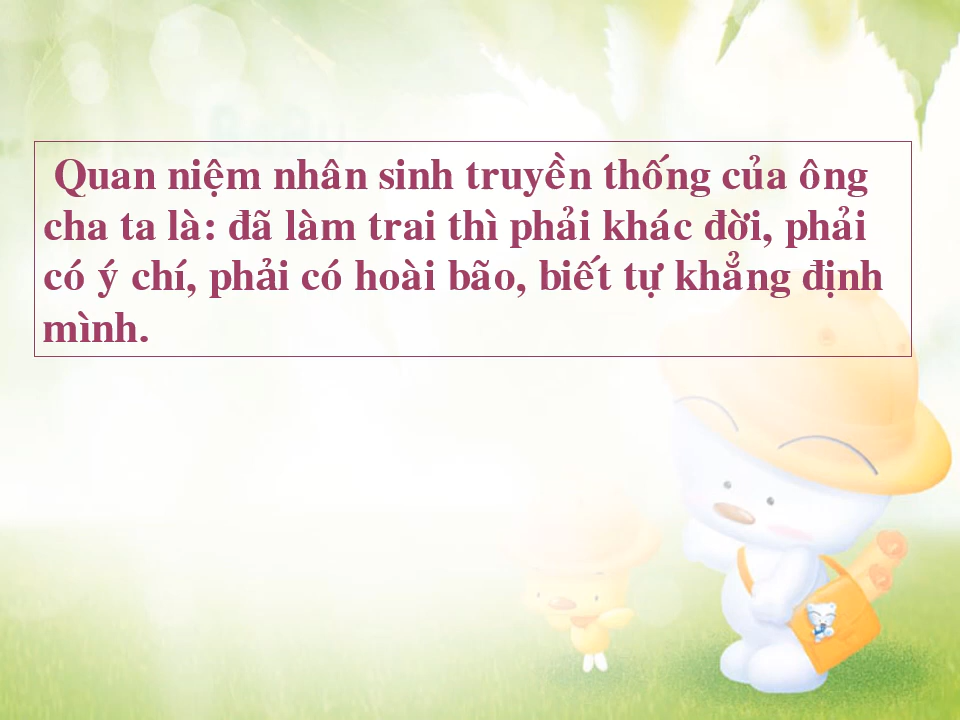 Quan niệm nhân sinh truyền thống của ông
cha ta là: đã làm trai thì phải khác đời, phải
có ý chí, phải có hoài bão, biết tự khẳng định
mình.